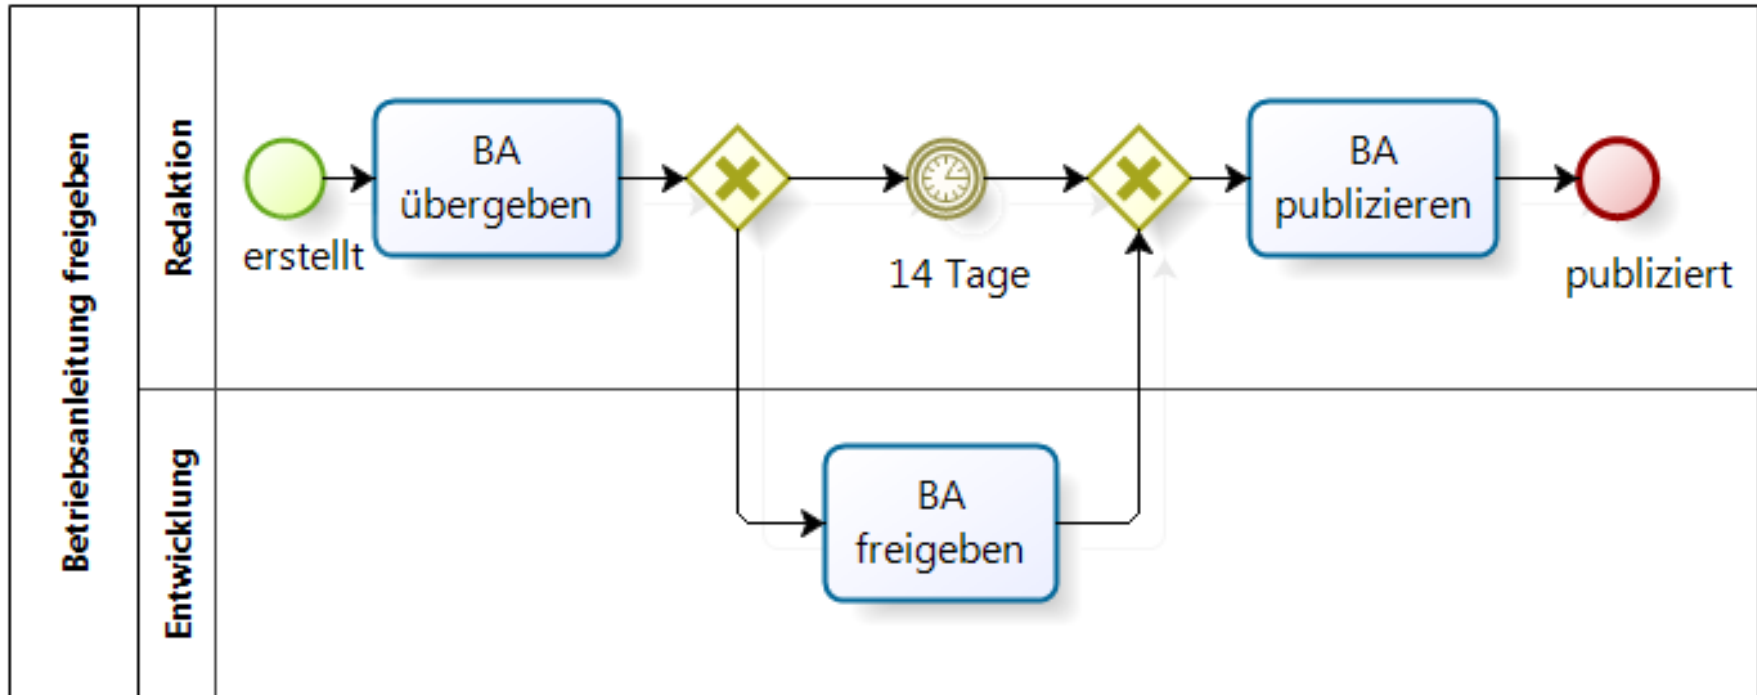 Betriebsanleitung freigeben
Redaktion
erstellt
BA
übergeben
14 Tage
BA
publizieren
publiziert
Entwicklung
BA
freigeben